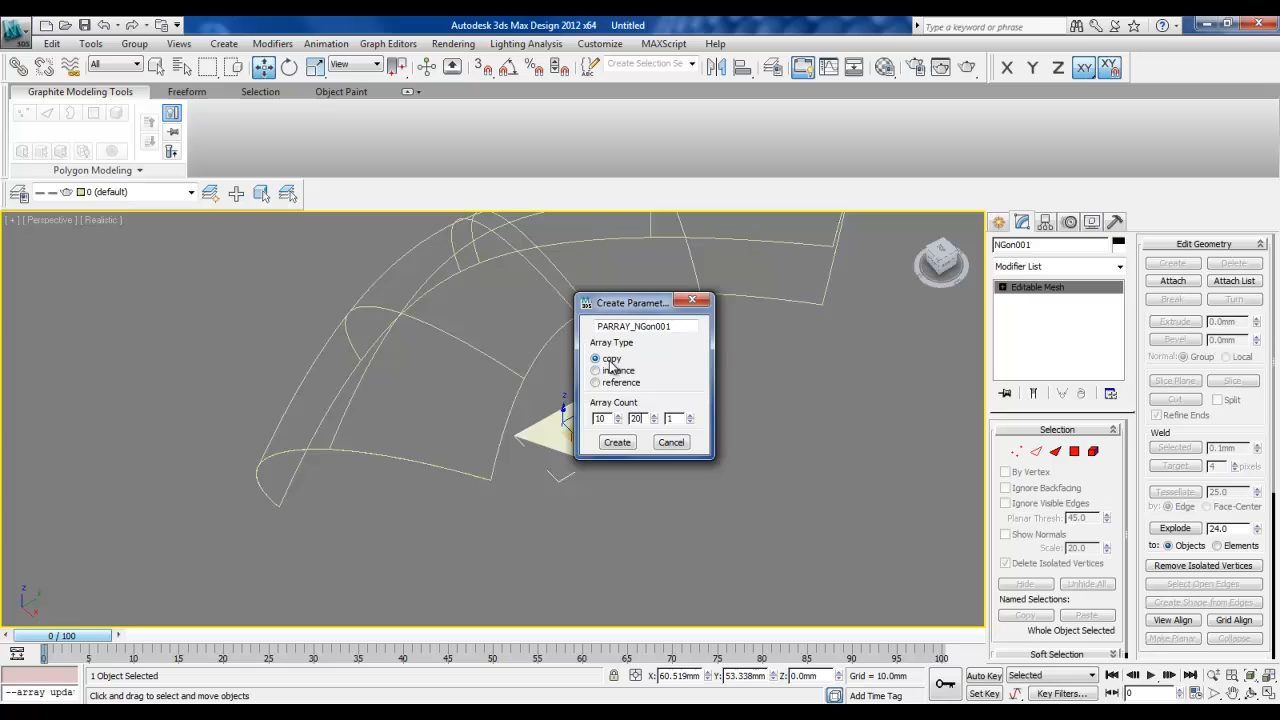 Autodesk 3ds Max Design 2012 x64 Untitled
Type a keyword or phrase
Edit Tools Group Views Create Modifiers Animation Graph Editors Rendering Lighting Analysis Customize MAXScript Help
All View Create Selection Se X Y Z XY XY
Graphite Modeling Tools Freeform Selection Object Paint
Polygon Modeling
0 (default)
[ + ] [ Perspective ] [ Realistic ]
NGon001
Modifier List
Editable Mesh
Selection
By Vertex
Ignore Backfacing
Ignore Visible Edges
Planar Thresh: 45.0
Show Normals
Scale: 20.0
Delete Isolated Vertices
Hide Unhide All
Named Selections:
Copy Paste
Whole Object Selected
Soft Selection
Edit Geometry
Create Delete
Attach Attach List
Break Turn
Extrude 0.0mm
Bevel 0.0mm
Normal: Group Local
Slice Plane Slice
Cut Split
Refine Ends
Weld
Selected 0.1mm
Target 4 pixels
Tessellate 25.0
by: Edge Face-Center
Explode 24.0
to: Objects Elements
Remove Isolated Vertices
Select Open Edges
Create Shape from Edges
View Align Grid Align
Make Planar Collapse
Create Paramet...
PARRAY_NGon001
Array Type
copy
instance
reference
Array Count
10 20 1
Create Cancel
z
z
x
0 / 100
0 5 10 15 20 25 30 35 40 45 50 55 60 65 70 75 80 85 90 95 100
1 Object Selected X: 60.519mm Y: 53.338mm Z: 0.0mm Grid = 10.0mm Auto Key Selected
--array upda Click and drag to select and move objects Add Time Tag Set Key Key Filters... 0